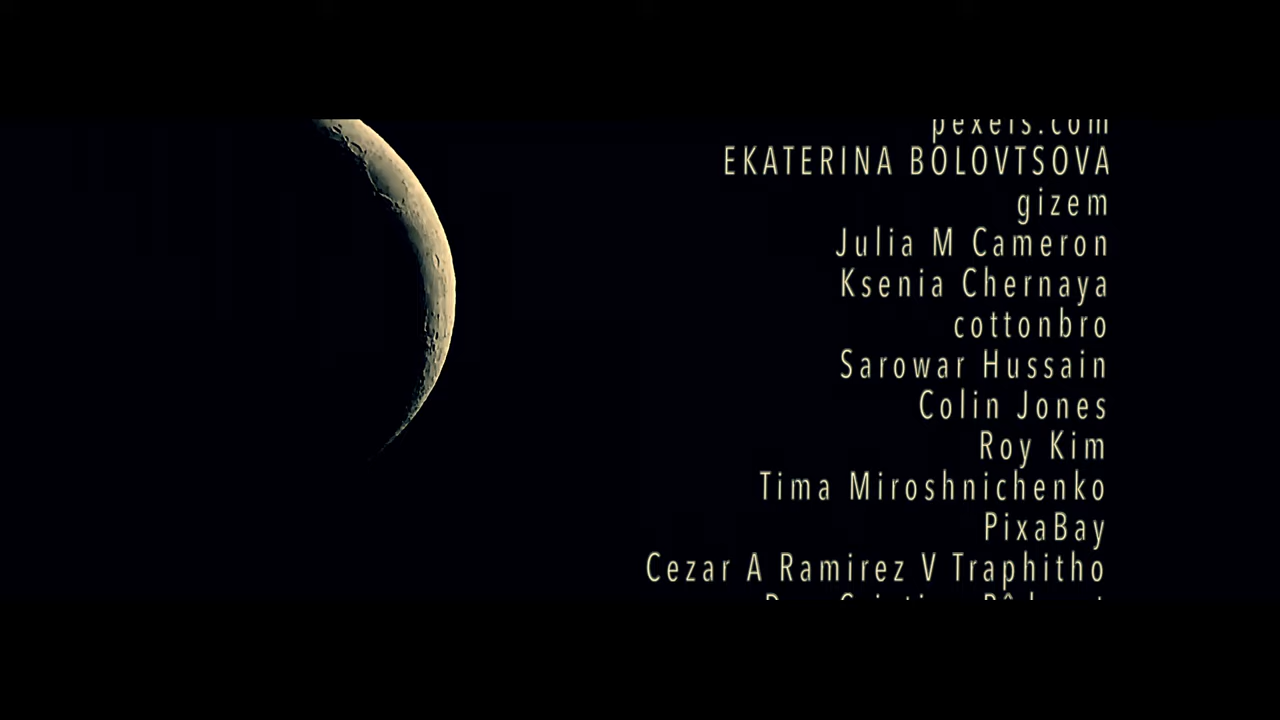 pexels.com
EKATERINA BOLOVTSOVA
gizem
Julia M Cameron
Ksenia Chernaya
cottonbro
Sarowar Hussain
Colin Jones
Roy Kim
Tima Miroshnichenko
PixaBay
Cezar A Ramirez V Traphitho